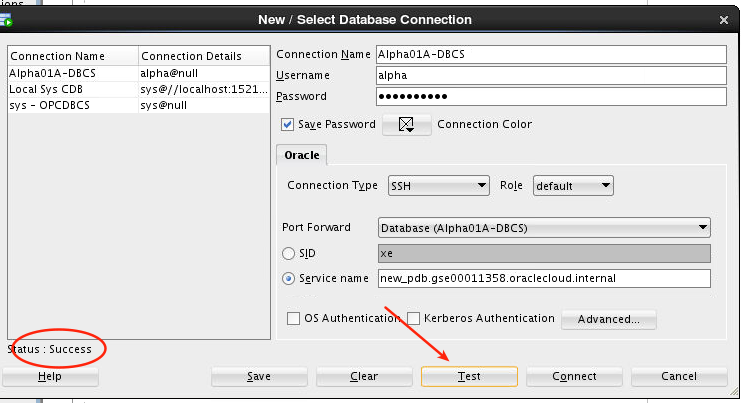 New / Select Database Connection
Connection Name Connection Details
Alpha01A-DBCS alpha@null
Local Sys CDB sys@//localhost:1521...
sys - OPCDBCS sys@null
Connection Name Alpha01A-DBCS
Username alpha
Password ••••••••••
Save Password Connection Color
Oracle
Connection Type SSH Role default
Port Forward Database (Alpha01A-DBCS)
SID xe
Service name new_pdb.gse00011358.oraclecloud.internal
OS Authentication Kerberos Authentication Advanced...
Status : Success
Help Save Clear Test Connect Cancel